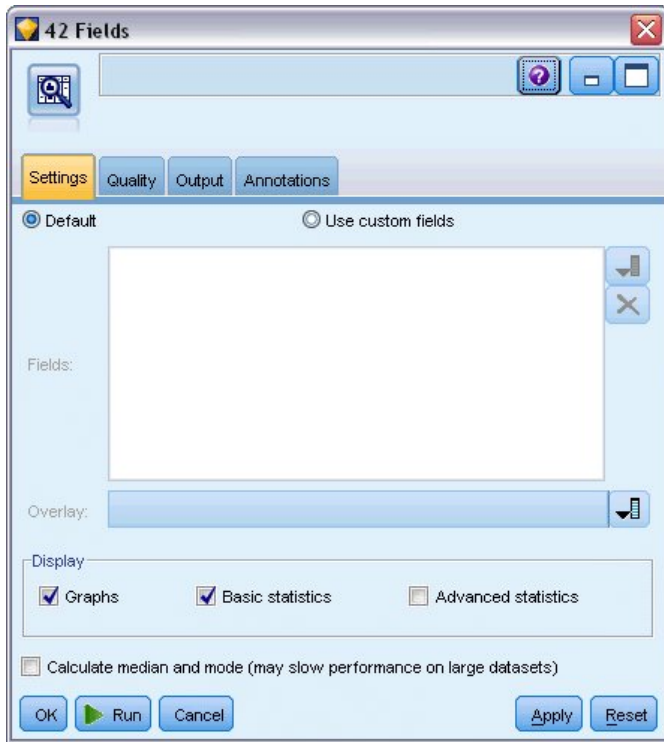 42 Fields
?
Settings Quality Output Annotations
Default Use custom fields
Fields:
Overlay:
Display
Graphs Basic statistics Advanced statistics
Calculate median and mode (may slow performance on large datasets)
OK Run Cancel Apply Reset